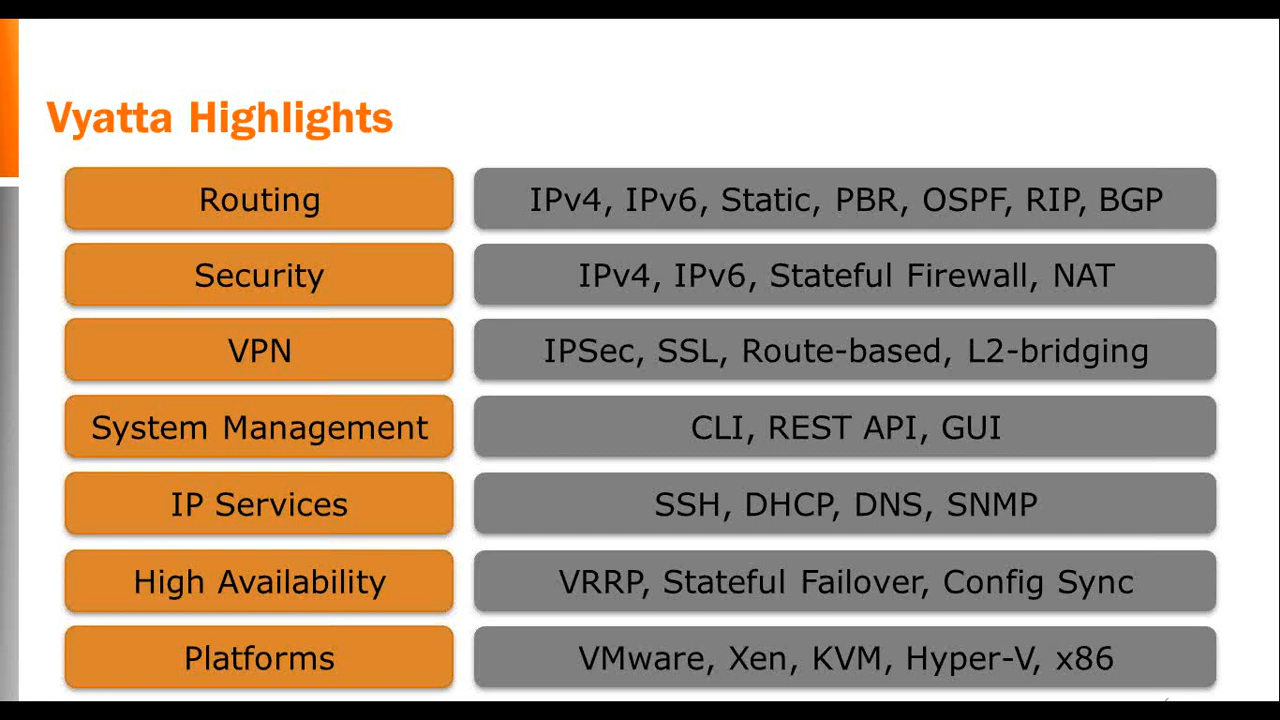 Vyatta Highlights
Routing
IPv4, IPv6, Static, PBR, OSPF, RIP, BGP
Security
IPv4, IPv6, Stateful Firewall, NAT
VPN
IPSec, SSL, Route-based, L2-bridging
System Management
CLI, REST API, GUI
IP Services
SSH, DHCP, DNS, SNMP
High Availability
VRRP, Stateful Failover, Config Sync
Platforms
VMware, Xen, KVM, Hyper-V, x86